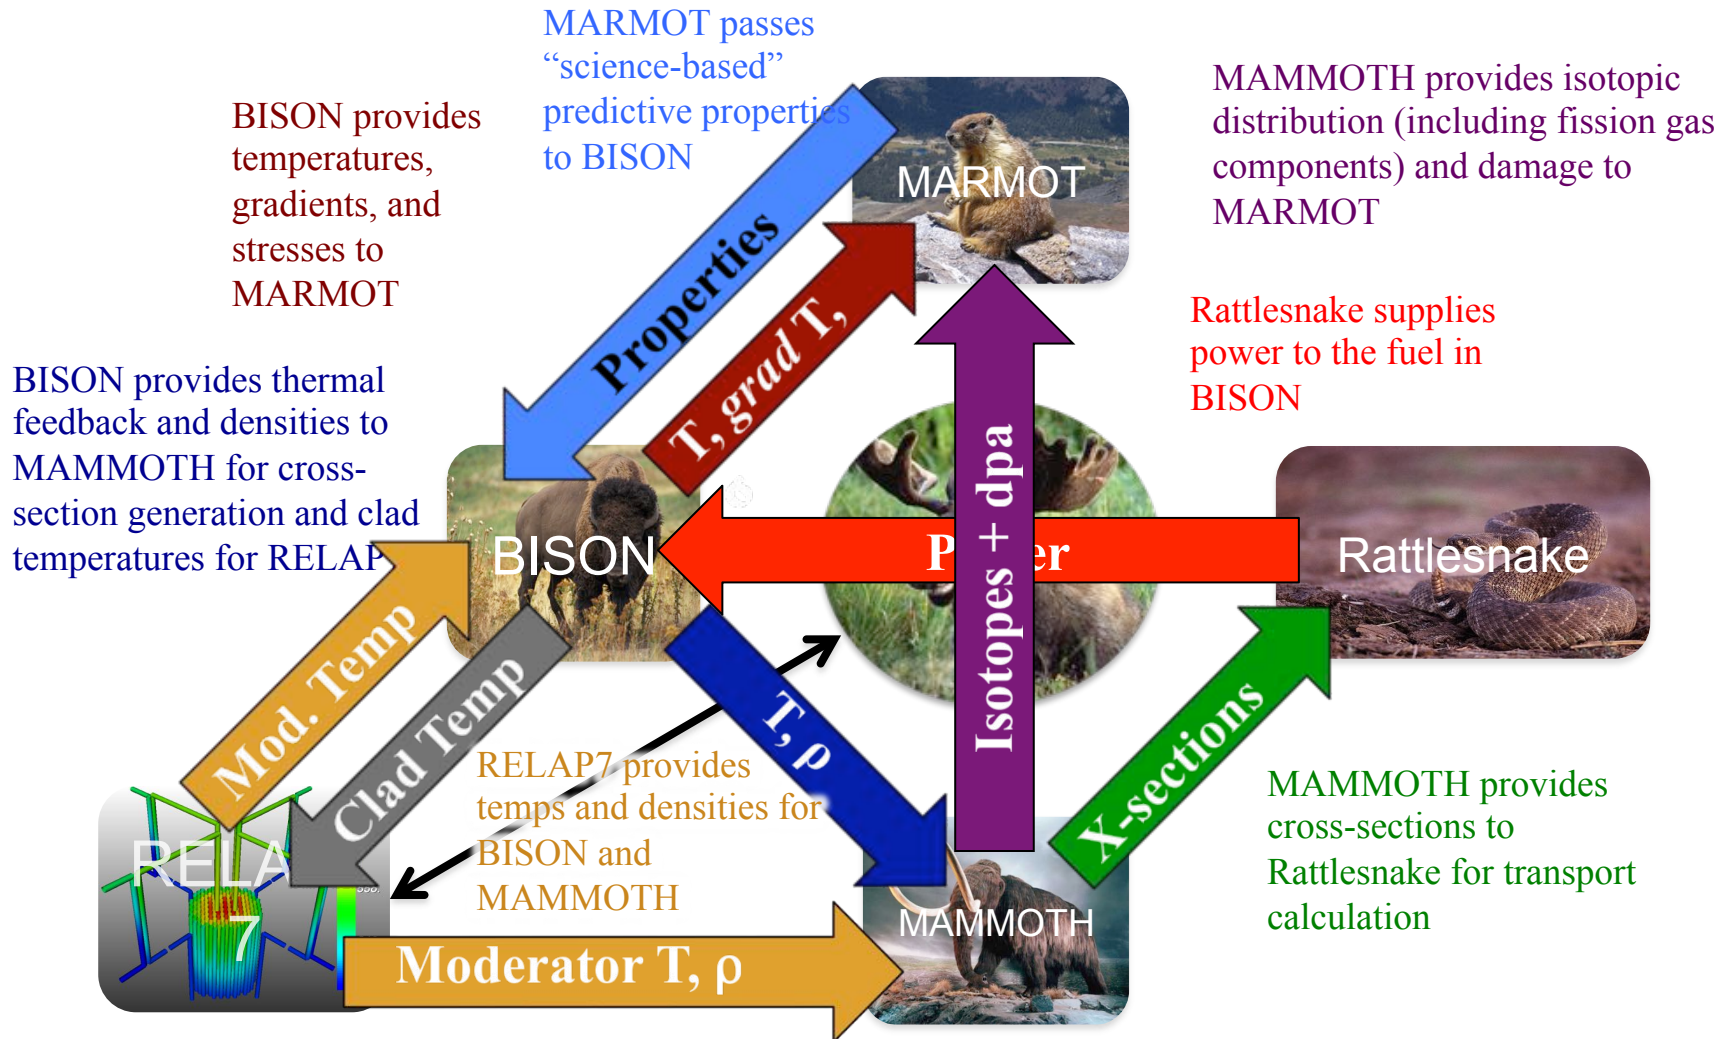 MARMOT passes
“science-based”
predictive properties
to BISON
MAMMOTH provides isotopic
distribution (including fission gas
components) and damage to
MARMOT
BISON provides
temperatures,
gradients, and
stresses to
MARMOT
MARMOT
Properties
T, grad T,
Rattlesnake supplies
power to the fuel in
BISON
BISON provides thermal
feedback and densities to
MAMMOTH for cross-
section generation and clad
temperatures for RELAP
BISON
Isotopes + dpa
Rattlesnake
Mod. Temp
Clad Temp
T, ρ
X-sections
RELAP7 provides
temps and densities for
BISON and
MAMMOTH
MAMMOTH provides
cross-sections to
Rattlesnake for transport
calculation
RELA
7
MAMMOTH
Moderator T, ρ